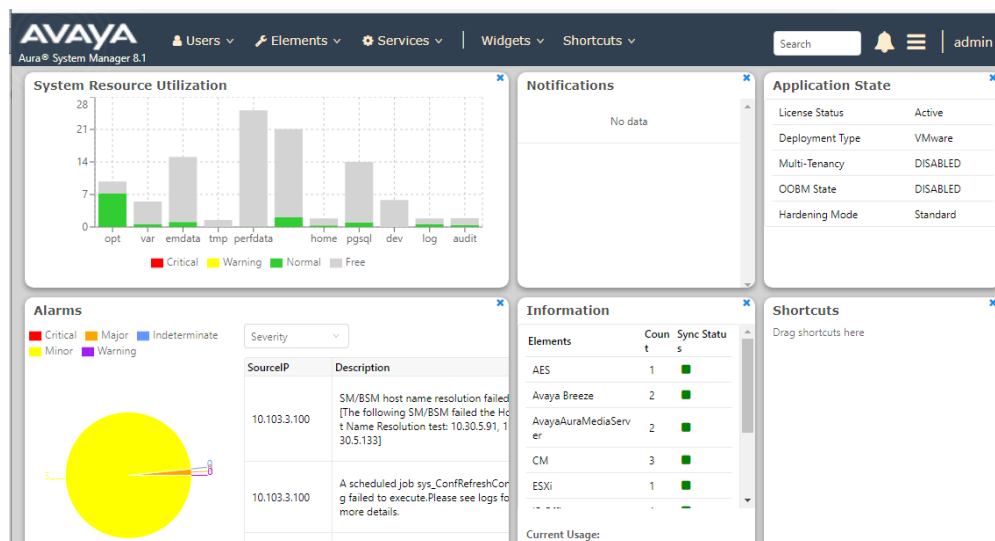 AVAYA
Aura® System Manager 8.1
Users
Elements
Services
Widgets
Shortcuts
Search
admin
System Resource Utilization
28
21
14
7
0
opt var emdata tmp perfdata home pgsql dev log audit
Critical Warning Normal Free
Notifications
No data
Application State
License Status Active
Deployment Type VMware
Multi-Tenancy DISABLED
OOBM State DISABLED
Hardening Mode Standard
Alarms
Critical Major Indeterminate
Minor Warning
Severity
SourceIP Description
10.103.3.100
SM/BSM host name resolution failed
[The following SM/BSM failed the Ho
t Name Resolution test: 10.30.5.91, 1
30.5.133]
10.103.3.100
A scheduled job sys_ConfRefreshCon
g failed to execute.Please see logs fo
more details.
Information
Elements
Coun
t
Sync Statu
s
AES 1
Avaya Breeze 2
AvayaAuraMediaServ
er
2
CM 3
ESXi 1
Current Usage:
Shortcuts
Drag shortcuts here